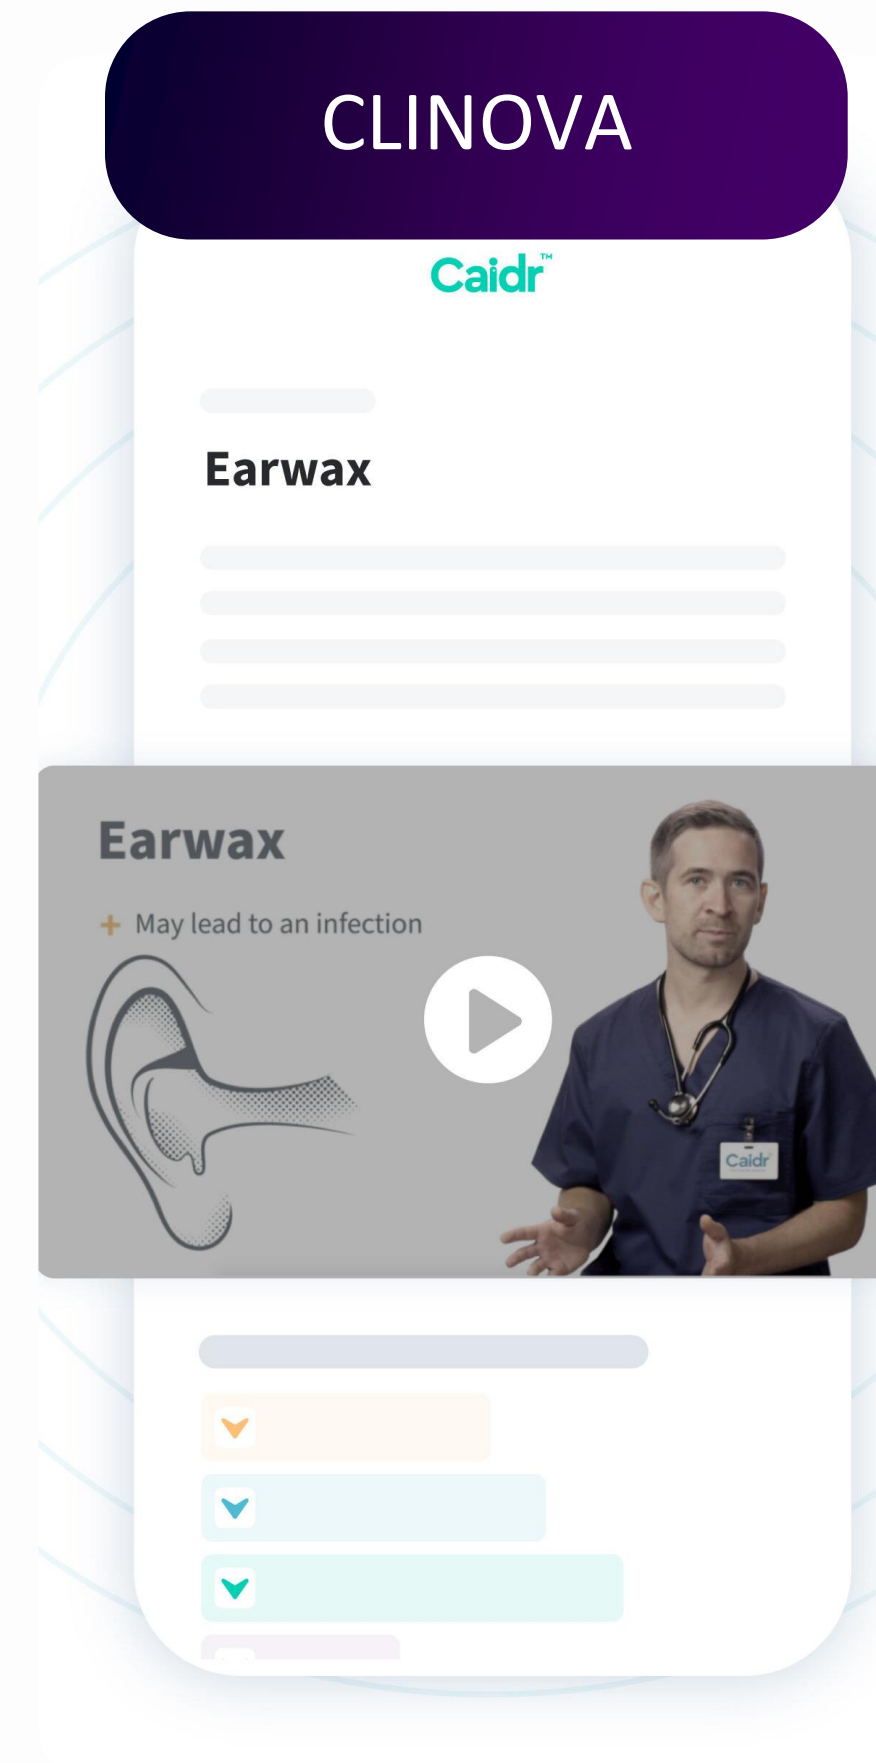 CLINOVA
Caidr™
Earwax
Earwax
+ May lead to an infection
Caidr